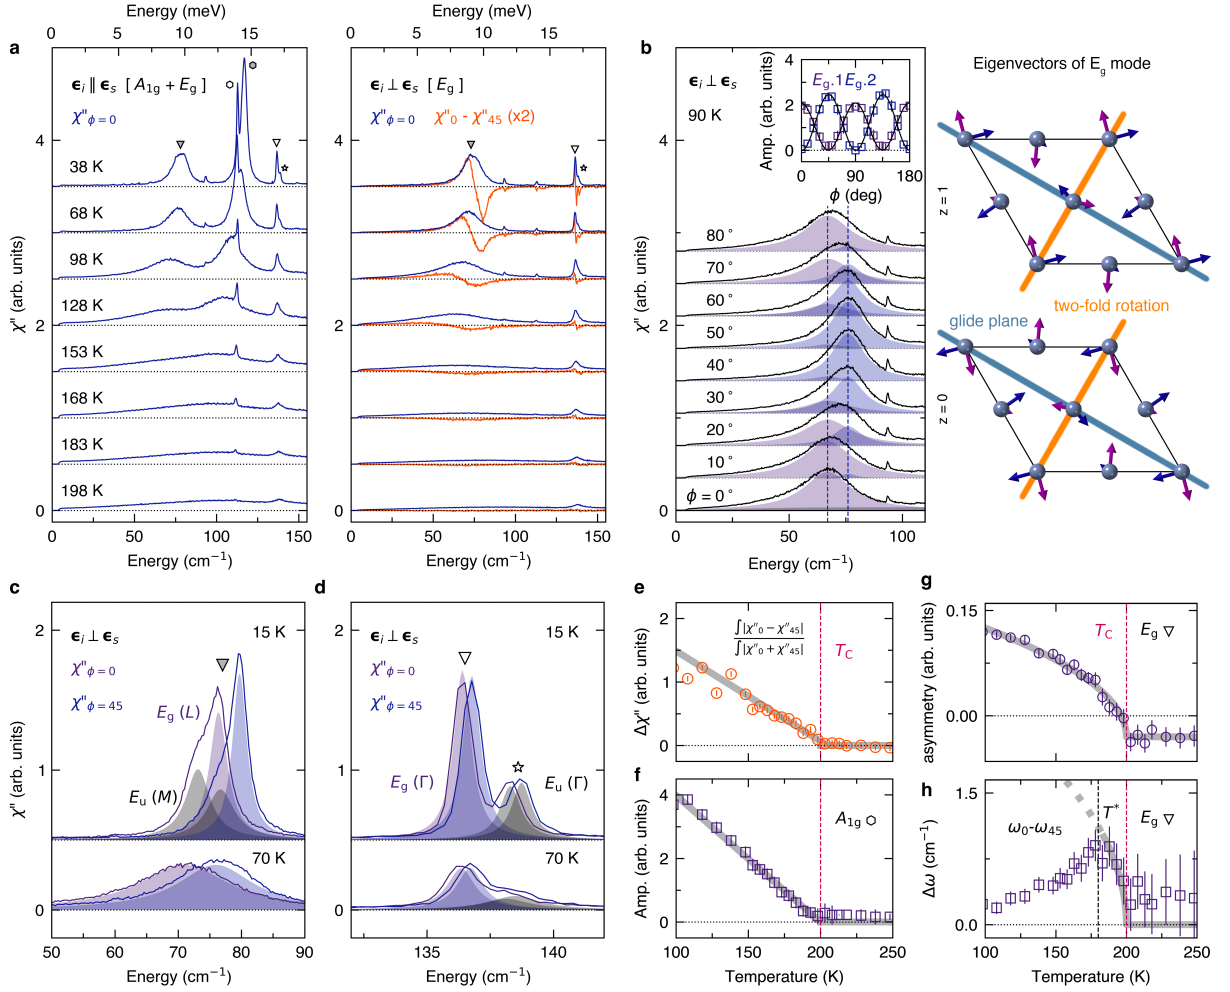 a
Energy (meV)
0 5 10 15
ϵi ∥ ϵs [ A1g + Eg ]
χ''ϕ=0
38 K
68 K
98 K
128 K
153 K
168 K
183 K
198 K
χ'' (arb. units)
4
2
0
0 50 100 150
Energy (cm−1)
Energy (meV)
0 5 10 15
ϵi ⊥ ϵs [ Eg ]
χ''ϕ=0 χ''0 - χ''45 (x2)
4
2
0
0 50 100 150
Energy (cm−1)
b
ϵi ⊥ ϵs
90 K
Amp. (arb. units)
4
2
0
Eg.1 Eg.2
0 90 180
ϕ (deg)
χ'' (arb. units)
4
2
0
80 °
70 °
60 °
50 °
40 °
30 °
20 °
10 °
ϕ = 0 °
0 50 100
Energy (cm−1)
Eigenvectors of Eg mode
z = 1
two-fold rotation
glide plane
z = 0
c
ϵi ⊥ ϵs
15 K
χ''ϕ=0
χ''ϕ=45
Eg (L)
Eu (M)
70 K
χ'' (arb. units)
2
1
0
50 60 70 80 90
Energy (cm−1)
d
ϵi ⊥ ϵs
15 K
χ''ϕ=0
χ''ϕ=45
Eg (Γ)
Eu (Γ)
70 K
2
1
0
135 140
Energy (cm−1)
e
∫|χ''0 − χ''45|
∫|χ''0 + χ''45|
TC
Δχ'' (arb. units)
2
1
0
f
A1g
Amp. (arb. units)
4
2
0
100 150 200 250
Temperature (K)
g
TC
Eg
asymmetry (arb. units)
0.15
0.00
h
ω0-ω45
T*
Eg
Δω (cm−1)
1.5
0.0
100 150 200 250
Temperature (K)